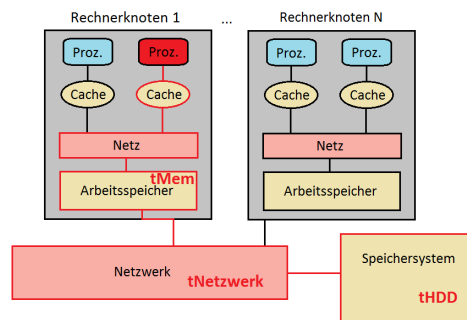 Rechnerknoten 1 ... Rechnerknoten N
Proz. Proz. Proz. Proz.
Cache Cache Cache Cache
Netz Netz
tMem
Arbeitsspeicher Arbeitsspeicher
Speichersystem
Netzwerk tNetzwerk
tHDD